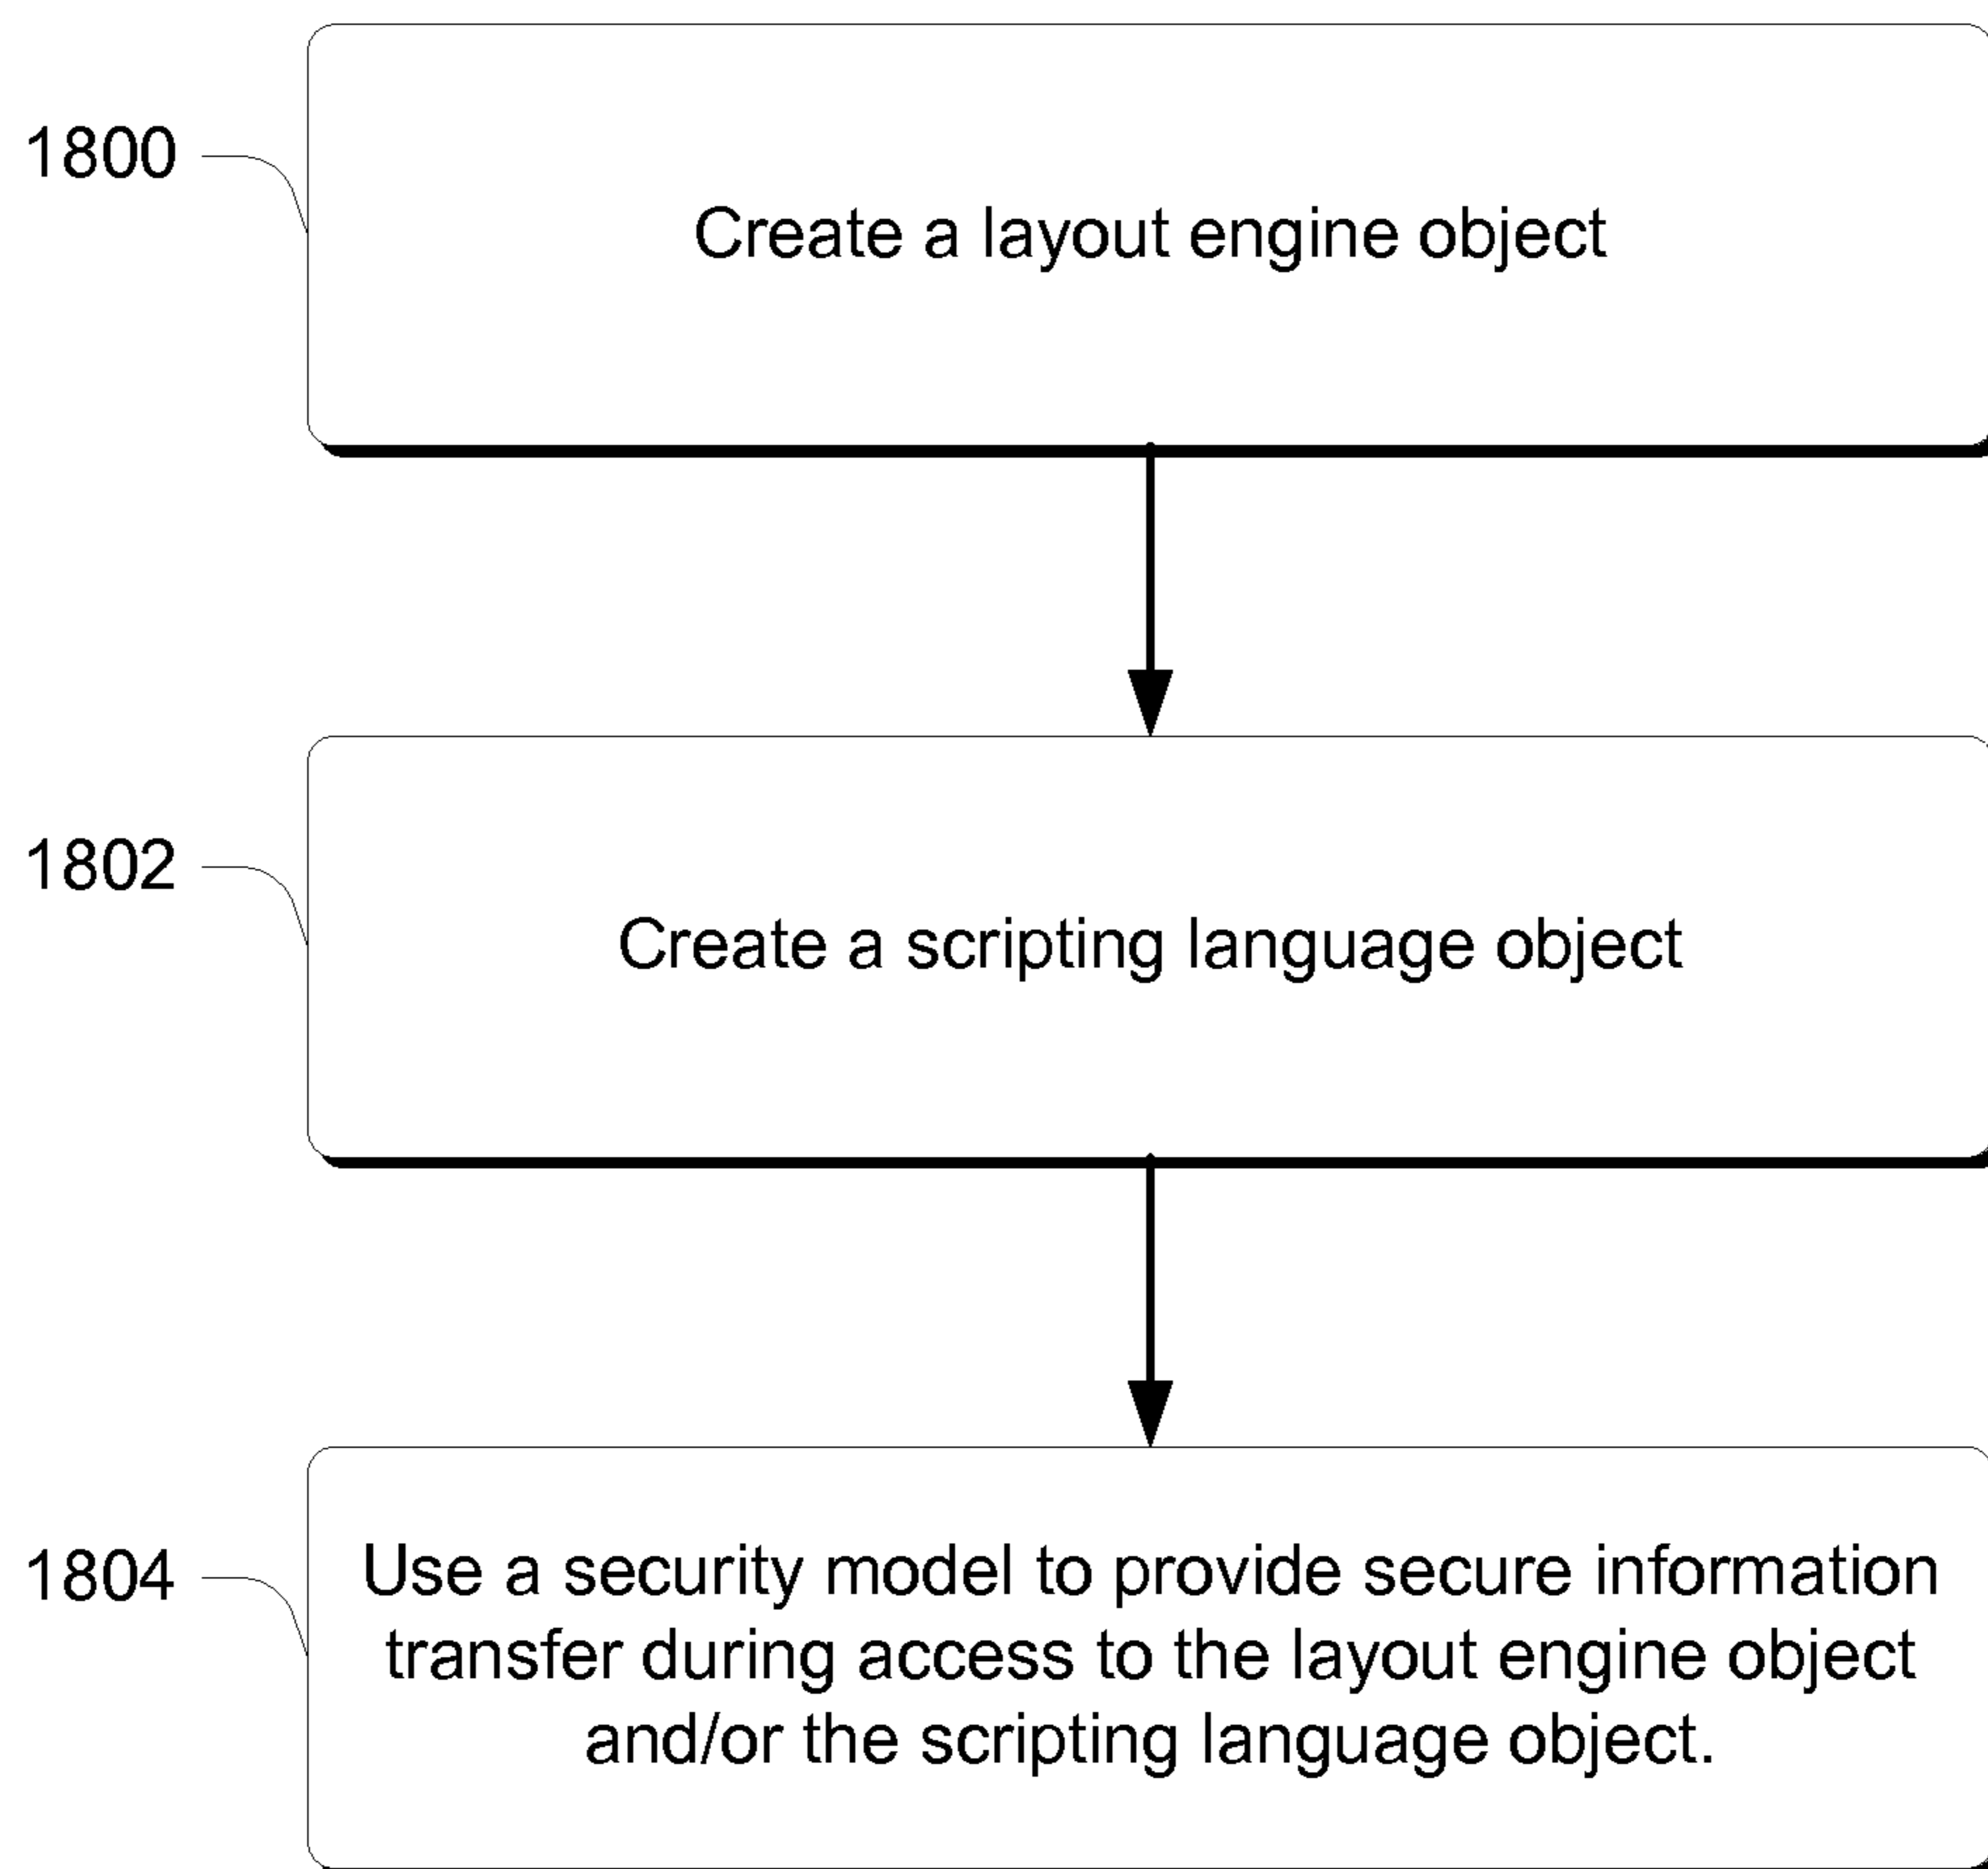 1800
Create a layout engine object
1802
Create a scripting language object
1804
Use a security model to provide secure information
transfer during access to the layout engine object
and/or the scripting language object.